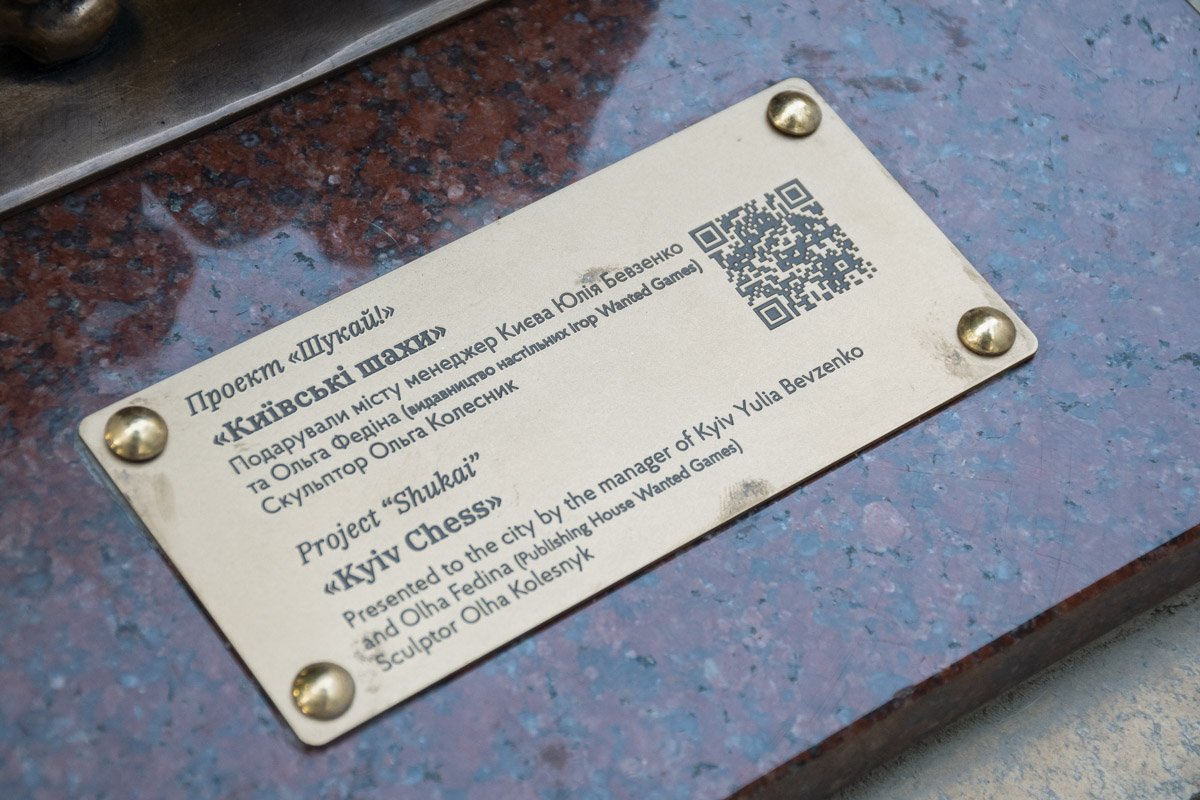 Проект «Шукай!»
«Київські шахи»
Подарували місту менеджер Києва Юлія Бевзенко
та Ольга Федіна (видавництво настільних ігор Wanted Games)
Скульптор Ольга Колесник
Project “Shukai”
«Kyiv Chess»
Presented to the city by the manager of Kyiv Yulia Bevzenko
and Olha Fedina (Publishing House Wanted Games)
Sculptor Olha Kolesnyk